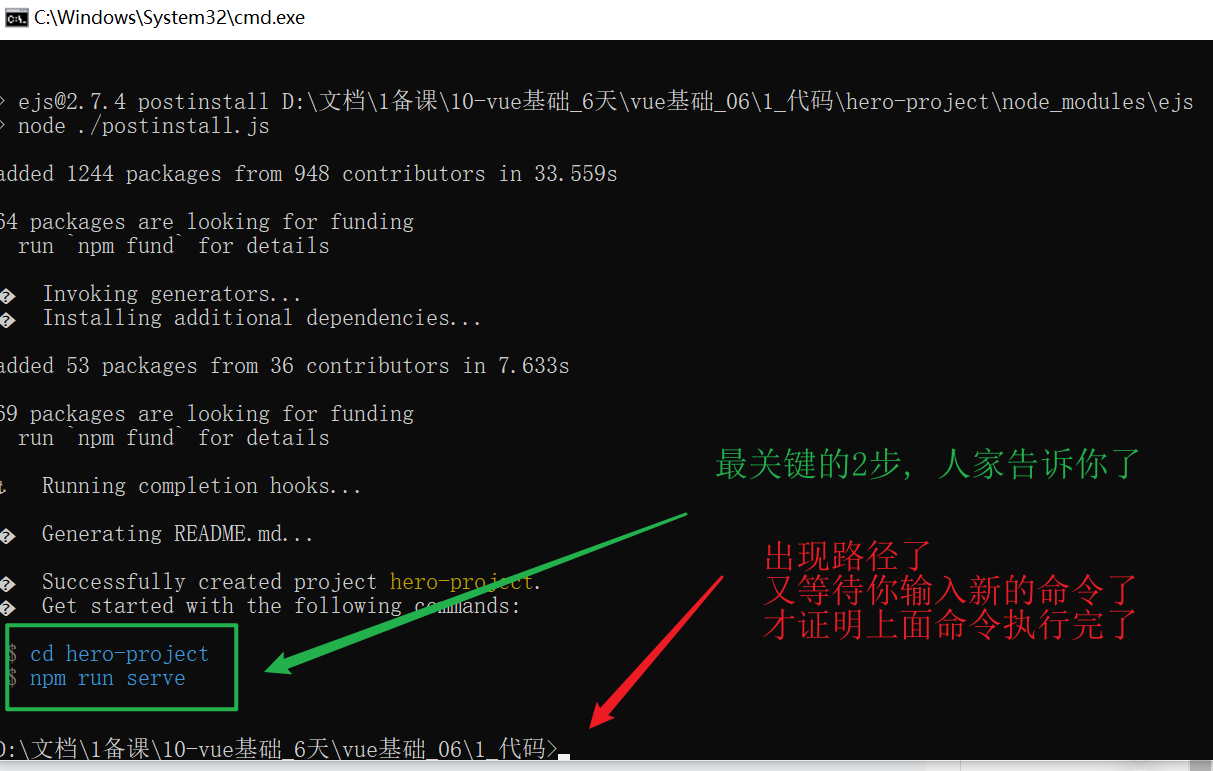 C:\Windows\System32\cmd.exe
> ejs@2.7.4 postinstall D:\文档\1备课\10-vue基础_6天\vue基础_06\1_代码\hero-project\node_modules\ejs
> node ./postinstall.js
added 1244 packages from 948 contributors in 33.559s
64 packages are looking for funding
run `npm fund` for details
� Invoking generators...
� Installing additional dependencies...
added 53 packages from 36 contributors in 7.633s
69 packages are looking for funding
run `npm fund` for details
最关键的2步, 人家告诉你了
Running completion hooks...
� Generating README.md...
出现路径了
又等待你输入新的命令了
才证明上面命令执行完了
� Successfully created project hero-project.
� Get started with the following commands:
$ cd hero-project
$ npm run serve
D:\文档\1备课\10-vue基础_6天\vue基础_06\1_代码>